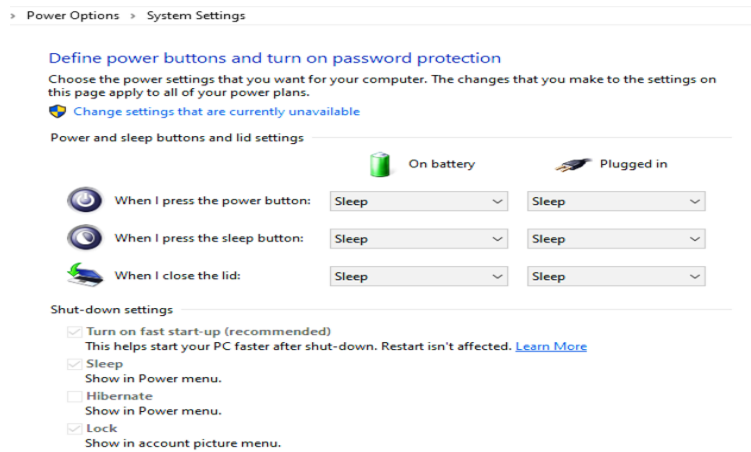 > Power Options > System Settings
Define power buttons and turn on password protection
Choose the power settings that you want for your computer. The changes that you make to the settings on
this page apply to all of your power plans.
Change settings that are currently unavailable
Power and sleep buttons and lid settings
On battery Plugged in
When I press the power button: Sleep Sleep
When I press the sleep button: Sleep Sleep
When I close the lid: Sleep Sleep
Shut-down settings
Turn on fast start-up (recommended)
This helps start your PC faster after shut-down. Restart isn't affected. Learn More
Sleep
Show in Power menu.
Hibernate
Show in Power menu.
Lock
Show in account picture menu.